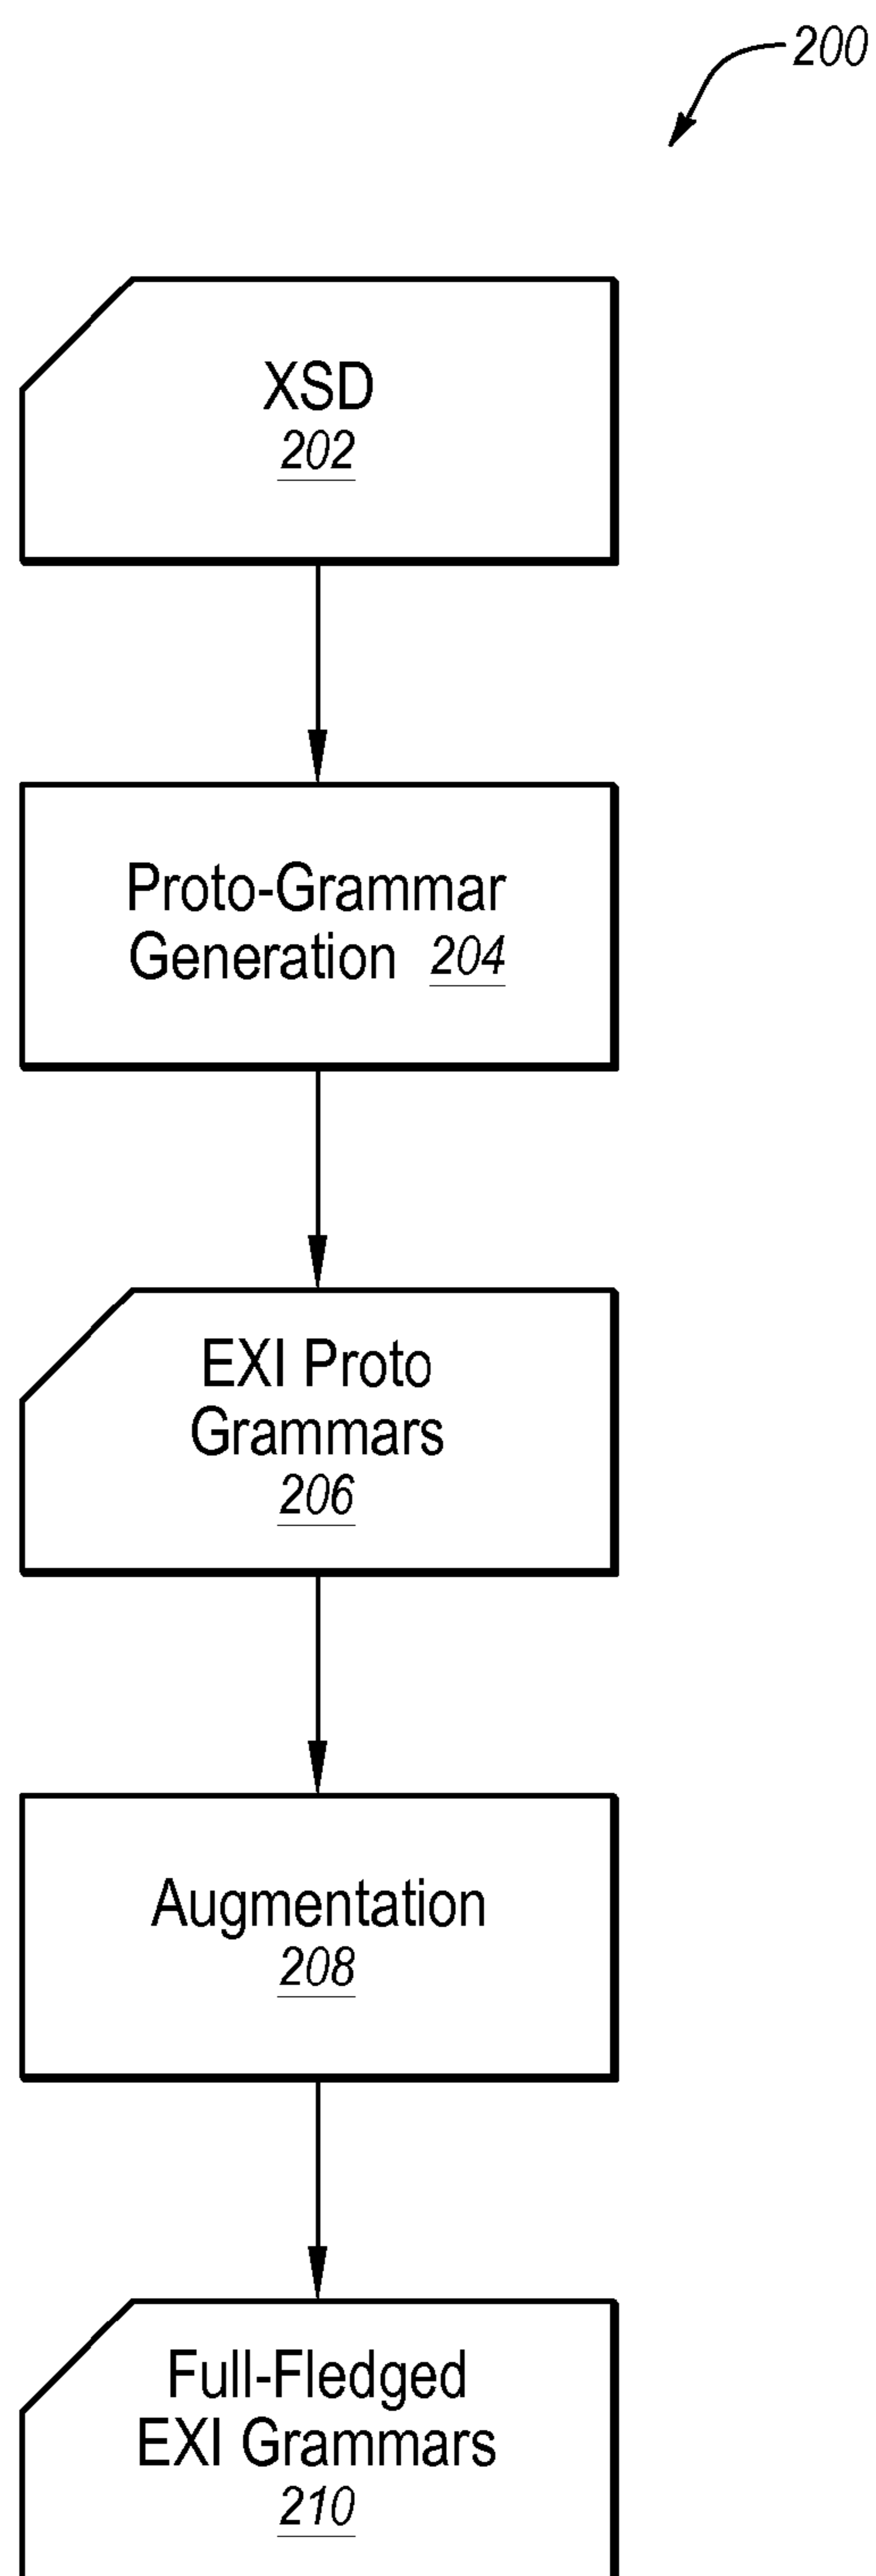 200
XSD
202
Proto-Grammar
Generation 204
EXI Proto
Grammars
206
Augmentation
208
Full-Fledged
EXI Grammars
210